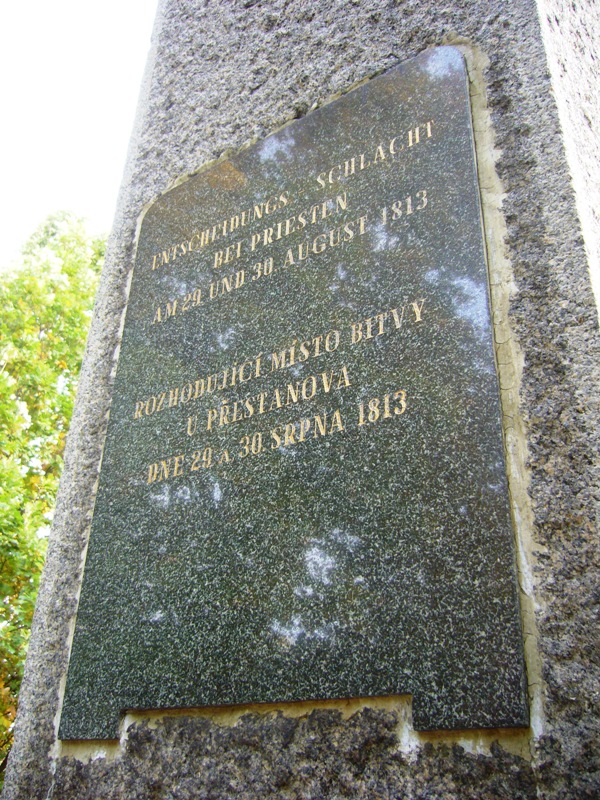 ENTSCHEIDUNGS SCHLACHT
BEI PRIESTEN
AM 29. UND 30. AUGUST 1813
ROZHODUJÍCÍ MÍSTO BITVY
U PŘESTANOVA
DNE 29. A 30. SRPNA 1813